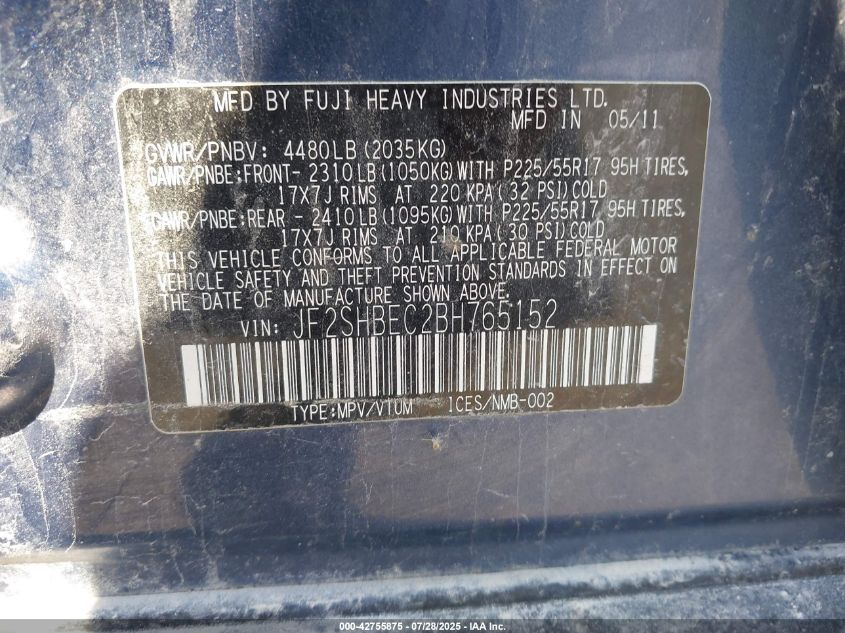 MFD BY FUJI HEAVY INDUSTRIES LTD.
MFD IN 05/11
GVWR/PNBV: 4480LB(2035KG)
GAWR/PNBE:FRONT- 2310LB(1050KG)WITH P225/55R17 95H TIRES,
17X7J RIMS AT 220 KPA(32 PSI)COLD
GAWR/PNBE:REAR - 2410LB(1095KG)WITH P225/55R17 95H TIRES,
17X7J RIMS AT 210 KPA(30 PSI)COLD
THIS VEHICLE CONFORMS TO ALL APPLICABLE FEDERAL MOTOR
VEHICLE SAFETY AND THEFT PREVENTION STANDARDS IN EFFECT ON
THE DATE OF MANUFACTURE SHOWN ABOVE.
VIN: JF2SHBEC2BH765152
TYPE:MPV/VTUM ICES/NMB-002
000-42755875 - 07/28/2025 - IAA Inc.